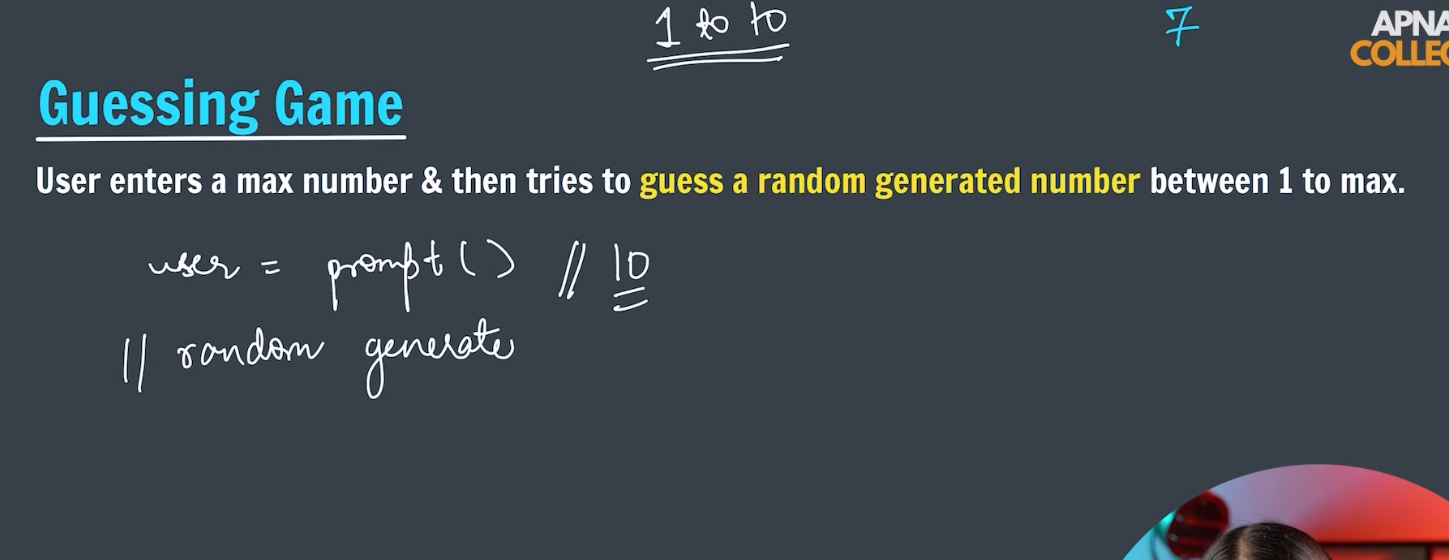 1 to 10
7
APNA
COLLEG
Guessing Game
User enters a max number & then tries to guess a random generated number between 1 to max.
user = prompt() // 10
// random generate